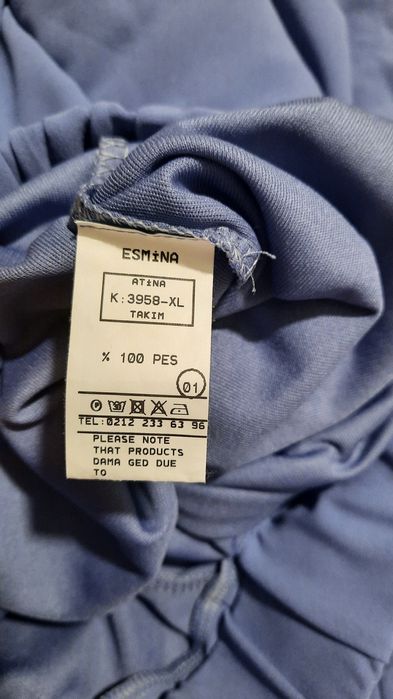 ESMİNA
ATİNA
K:3958-XL
TAKIM
% 100 PES
01
TEL:0212 233 63 96
PLEASE NOTE
THAT PRODUCTS
DAMA GED DUE
TO